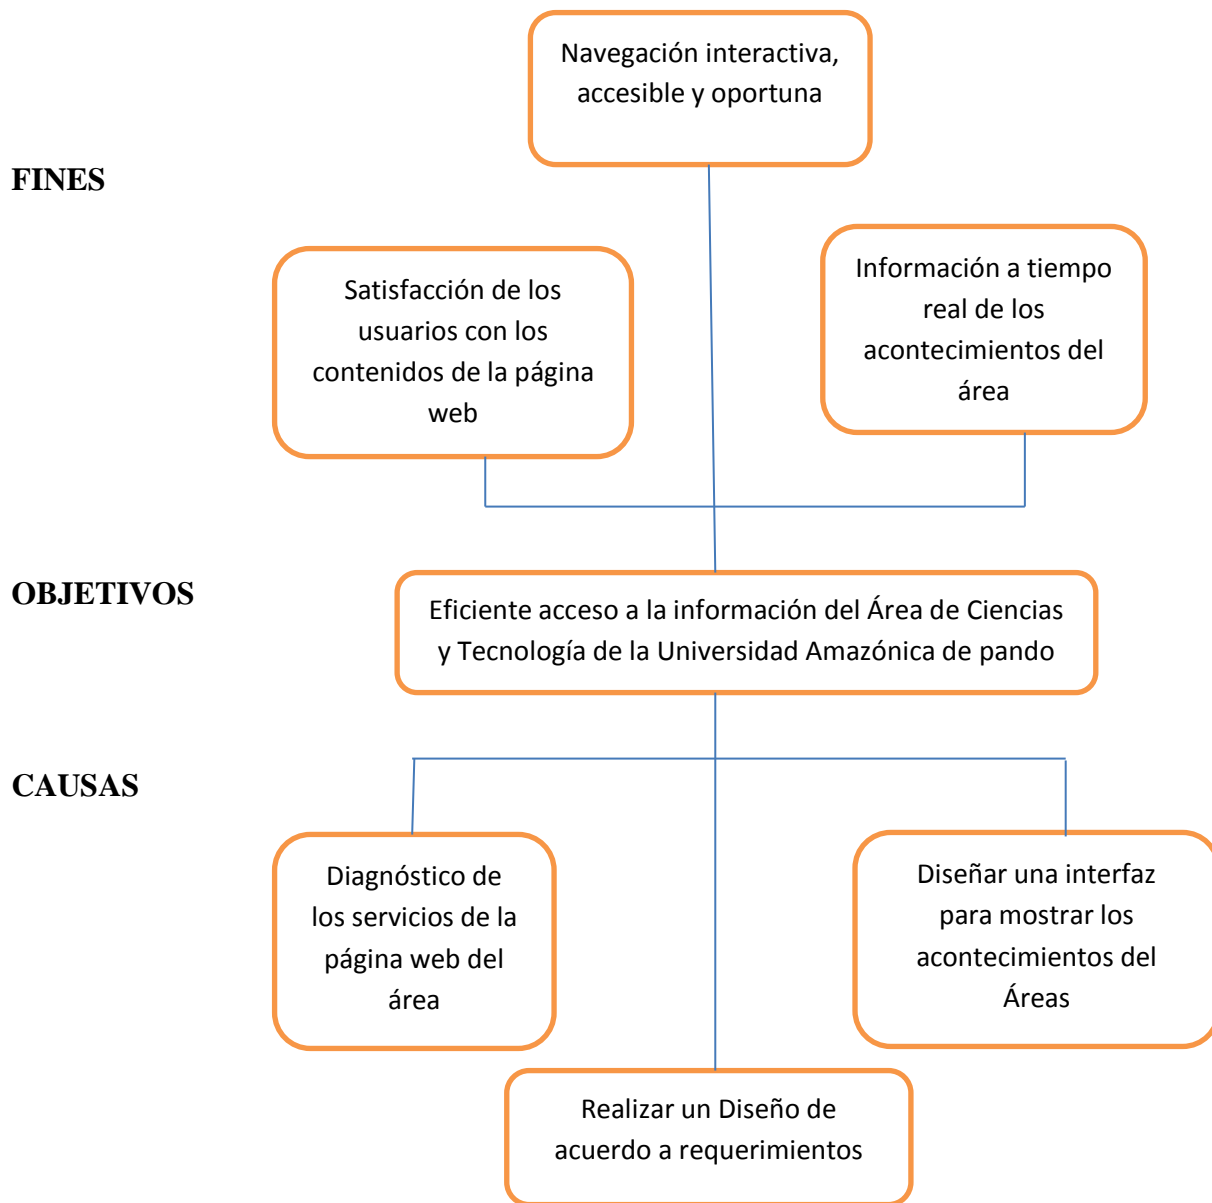 Navegación interactiva,
accesible y oportuna
FINES
Satisfacción de los
usuarios con los
contenidos de la página
web
Información a tiempo
real de los
acontecimientos del
área
OBJETIVOS
Eficiente acceso a la información del Área de Ciencias
y Tecnología de la Universidad Amazónica de pando
CAUSAS
Diagnóstico de
los servicios de la
página web del
área
Diseñar una interfaz
para mostrar los
acontecimientos del
Áreas
Realizar un Diseño de
acuerdo a requerimientos